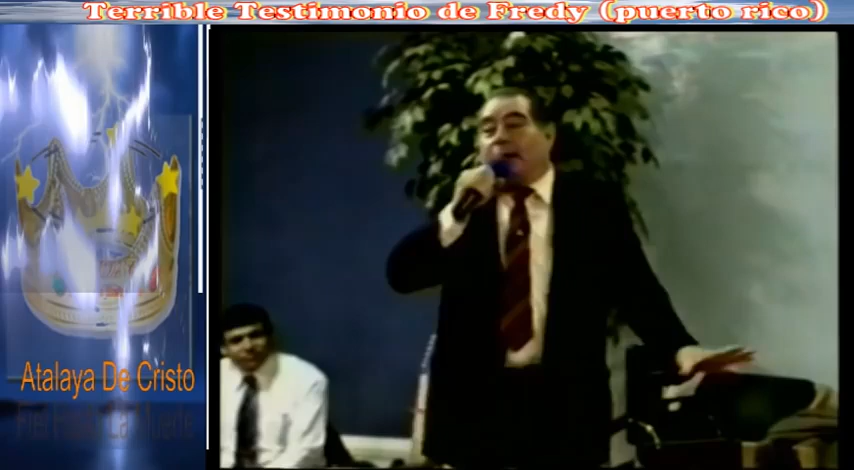 Terrible Testimonio de Fredy (puerto rico)
Atalaya De Cristo